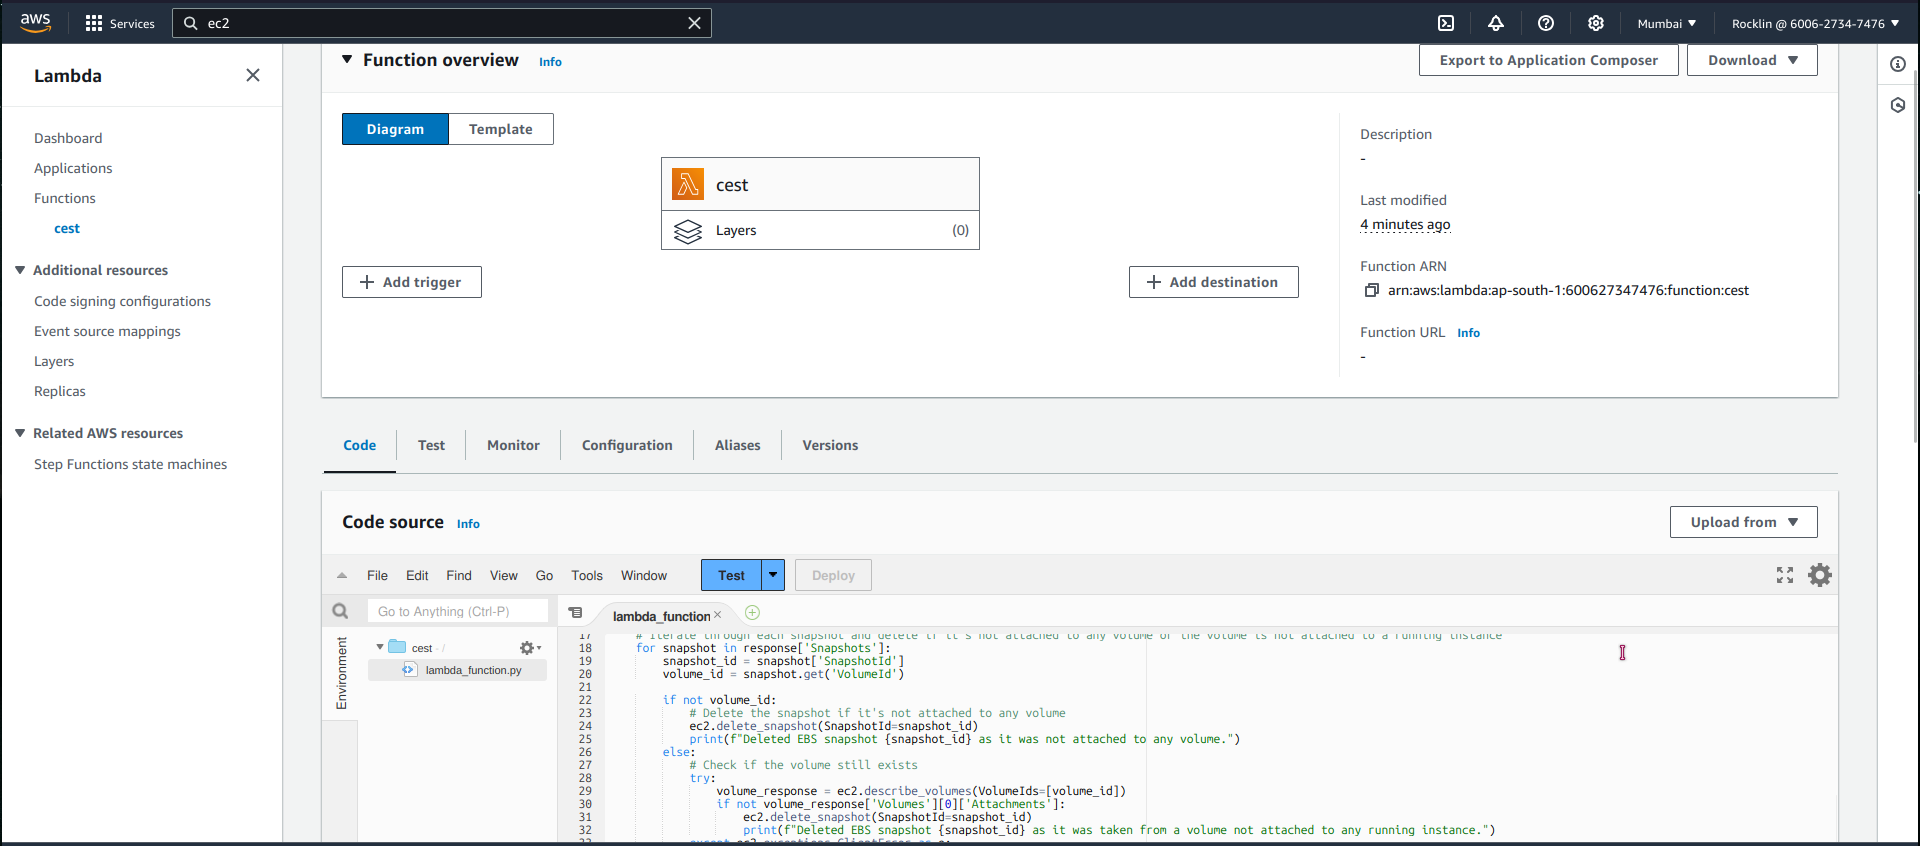 aws
Services
ec2
Mumbai
Rocklin @ 6006-2734-7476
Lambda
Dashboard
Applications
Functions
cest
Additional resources
Code signing configurations
Event source mappings
Layers
Replicas
Related AWS resources
Step Functions state machines
Function overview Info
Export to Application Composer
Download
Diagram
Template
cest
Layers (0)
Add trigger
Add destination
Description
-
Last modified
4 minutes ago
Function ARN
arn:aws:lambda:ap-south-1:600627347476:function:cest
Function URL Info
-
Code Test Monitor Configuration Aliases Versions
Code source Info
Upload from
File Edit Find View Go Tools Window Test Deploy
Go to Anything (Ctrl-P)
Environment
cest - /
lambda_function.py
lambda_function
17 # Iterate through each snapshot and delete if it's not attached to any volume or the volume is not attached to a running instance
18 for snapshot in response['Snapshots']:
19 snapshot_id = snapshot['SnapshotId']
20 volume_id = snapshot.get('VolumeId')
21
22 if not volume_id:
23 # Delete the snapshot if it's not attached to any volume
24 ec2.delete_snapshot(SnapshotId=snapshot_id)
25 print(f"Deleted EBS snapshot {snapshot_id} as it was not attached to any volume.")
26 else:
27 # Check if the volume still exists
28 try:
29 volume_response = ec2.describe_volumes(VolumeIds=[volume_id])
30 if not volume_response['Volumes'][0]['Attachments']:
31 ec2.delete_snapshot(SnapshotId=snapshot_id)
32 print(f"Deleted EBS snapshot {snapshot_id} as it was taken from a volume not attached to any running instance.")
33 except ec2.exceptions.ClientError as e: